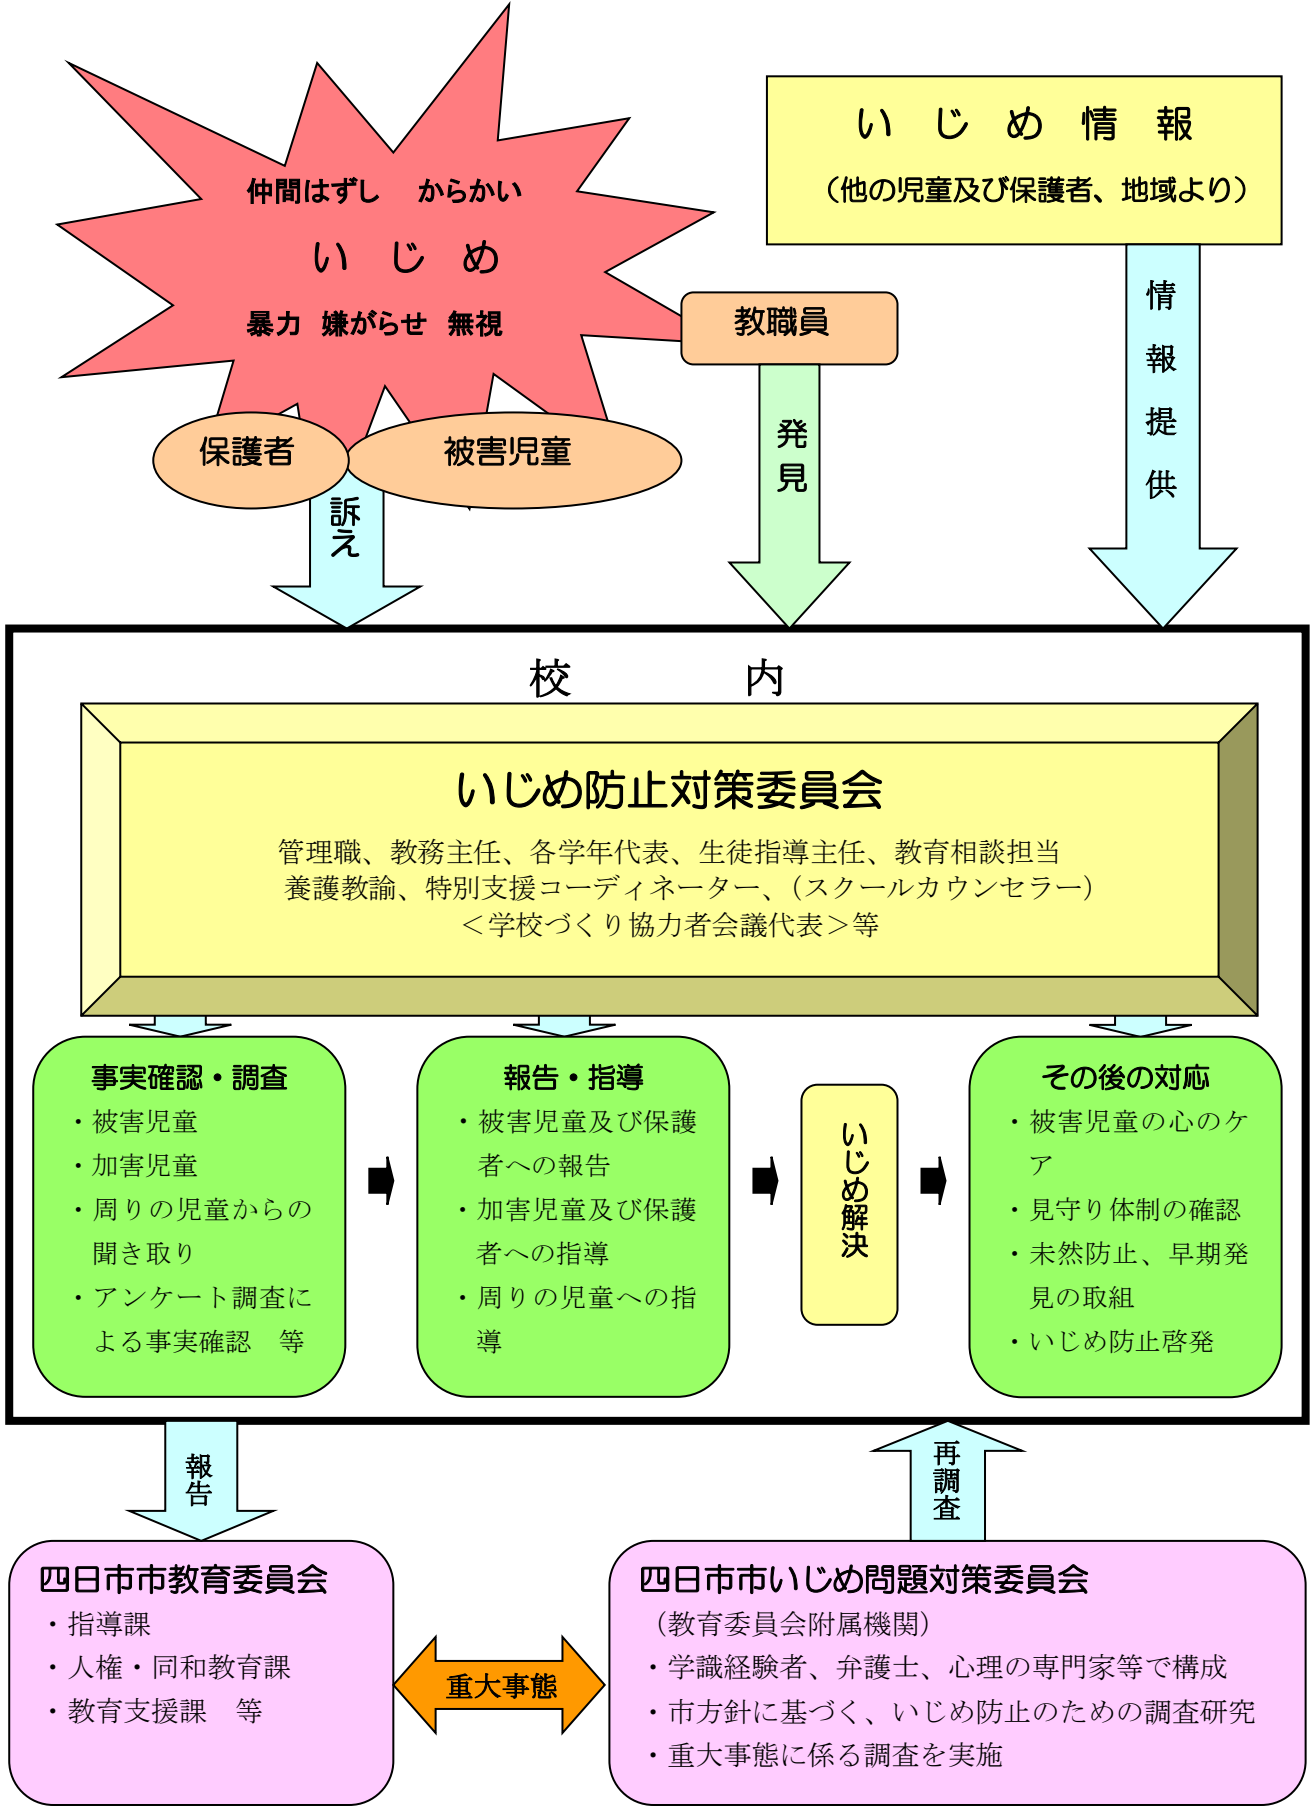 仲間はずし　からかい
い　じ　め
暴力　嫌がらせ　無視
い　じ　め　情　報
（他の児童及び保護者、地域より）
教職員
保護者
被害児童
訴え
発見
情報提供
校　内
いじめ防止対策委員会
管理職、教務主任、各学年代表、生徒指導主任、教育相談担当
養護教諭、特別支援コーディネーター、（スクールカウンセラー）
＜学校づくり協力者会議代表＞等
事実確認・調査
・被害児童
・加害児童
・周りの児童からの
聞き取り
・アンケート調査に
よる事実確認　等
報告・指導
・被害児童及び保護
者への報告
・加害児童及び保護
者への指導
・周りの児童への指
導
いじめ解決
その後の対応
・被害児童の心のケ
ア
・見守り体制の確認
・未然防止、早期発
見の取組
・いじめ防止啓発
報告
再調査
四日市市教育委員会
・指導課
・人権・同和教育課
・教育支援課　等
重大事態
四日市市いじめ問題対策委員会
（教育委員会附属機関）
・学識経験者、弁護士、心理の専門家等で構成
・市方針に基づく、いじめ防止のための調査研究
・重大事態に係る調査を実施